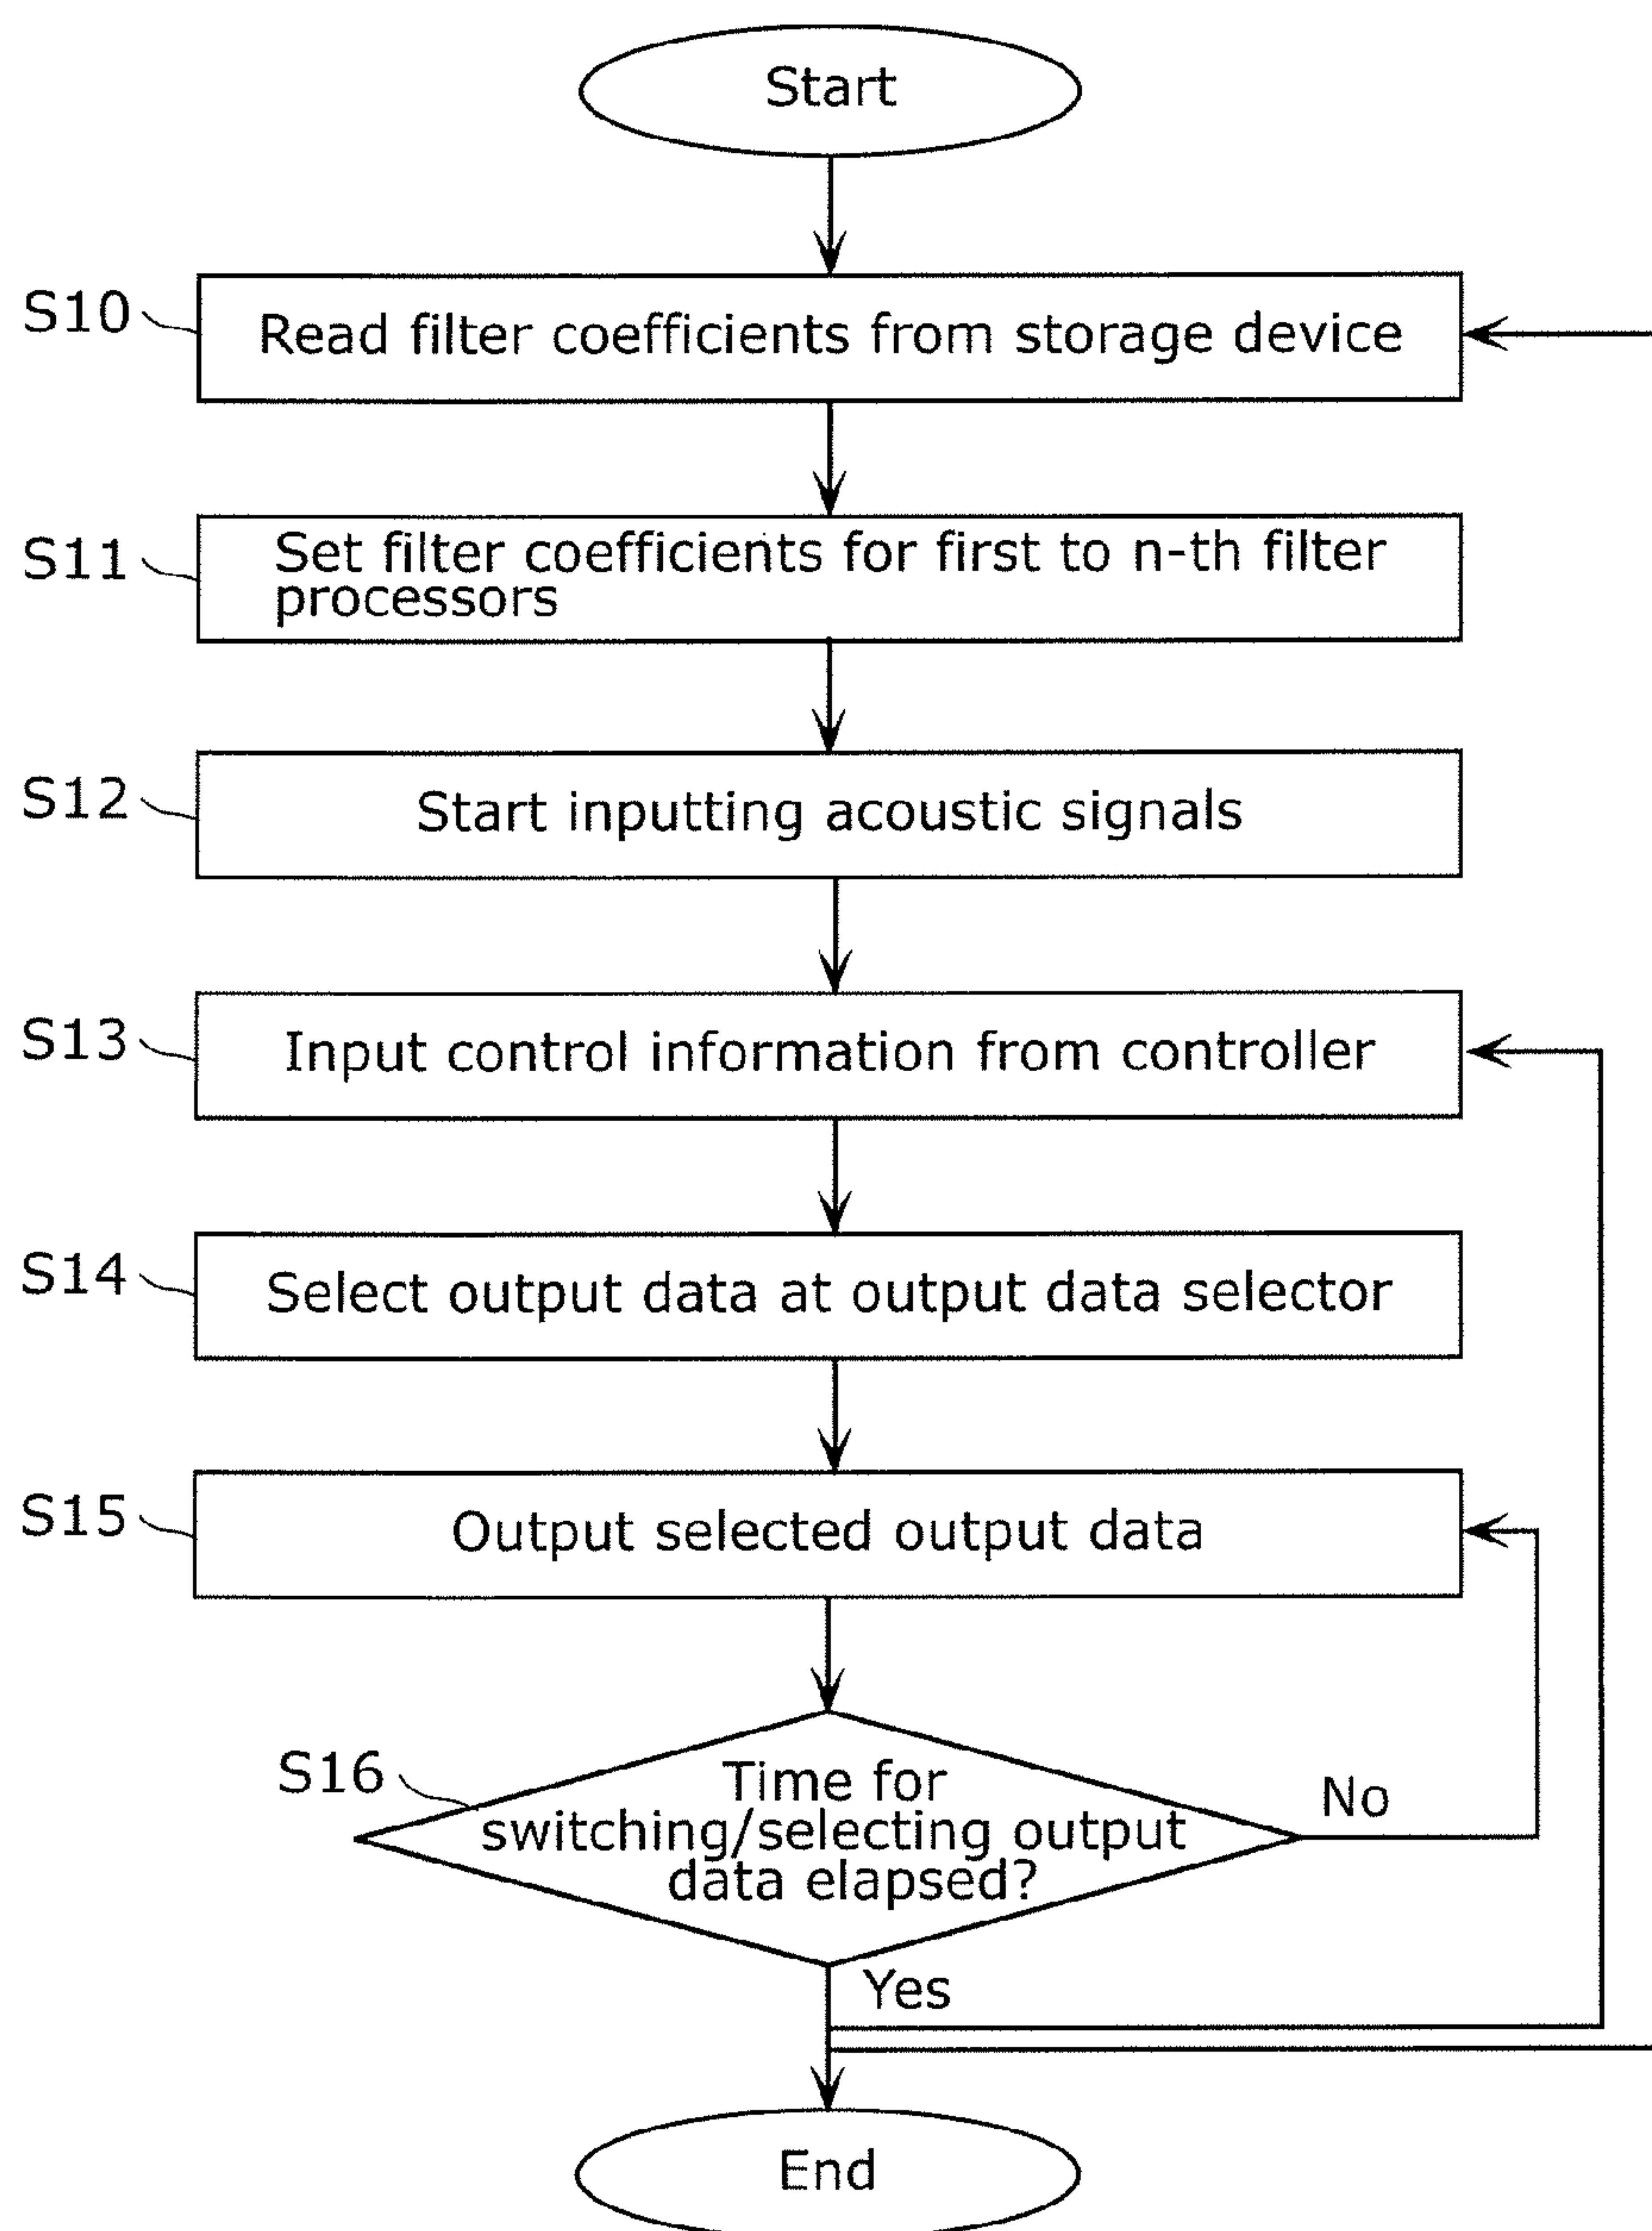 Start
S10
Read filter coefficients from storage device
S11
Set filter coefficients for first to n-th filter
processors
S12
Start inputting acoustic signals
S13
Input control information from controller
S14
Select output data at output data selector
S15
Output selected output data
S16
Time for
switching/selecting output
data elapsed?
No
Yes
End